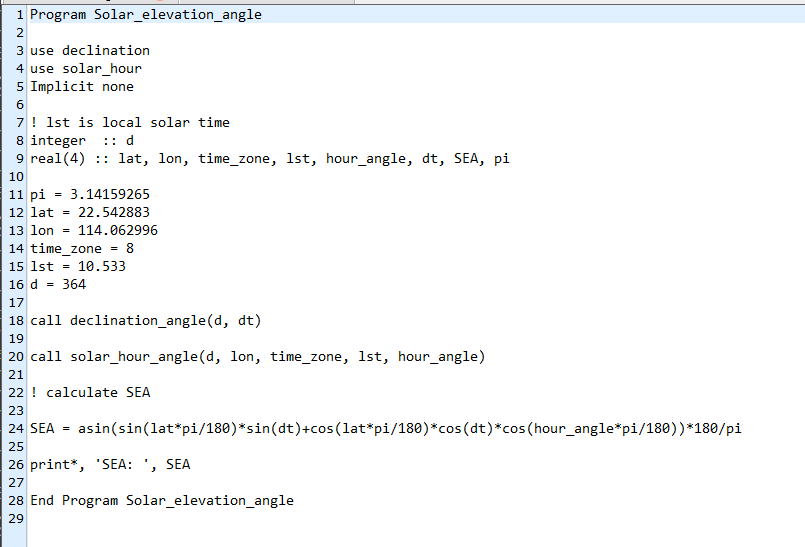 1 Program Solar_elevation_angle
2
3 use declination
4 use solar_hour
5 Implicit none
6
7 ! lst is local solar time
8 integer  :: d
9 real(4) :: lat, lon, time_zone, lst, hour_angle, dt, SEA, pi
10
11 pi = 3.14159265
12 lat = 22.542883
13 lon = 114.062996
14 time_zone = 8
15 lst = 10.533
16 d = 364
17
18 call declination_angle(d, dt)
19
20 call solar_hour_angle(d, lon, time_zone, lst, hour_angle)
21
22 ! calculate SEA
23
24 SEA = asin(sin(lat*pi/180)*sin(dt)+cos(lat*pi/180)*cos(dt)*cos(hour_angle*pi/180))*180/pi
25
26 print*, 'SEA: ', SEA
27
28 End Program Solar_elevation_angle
29